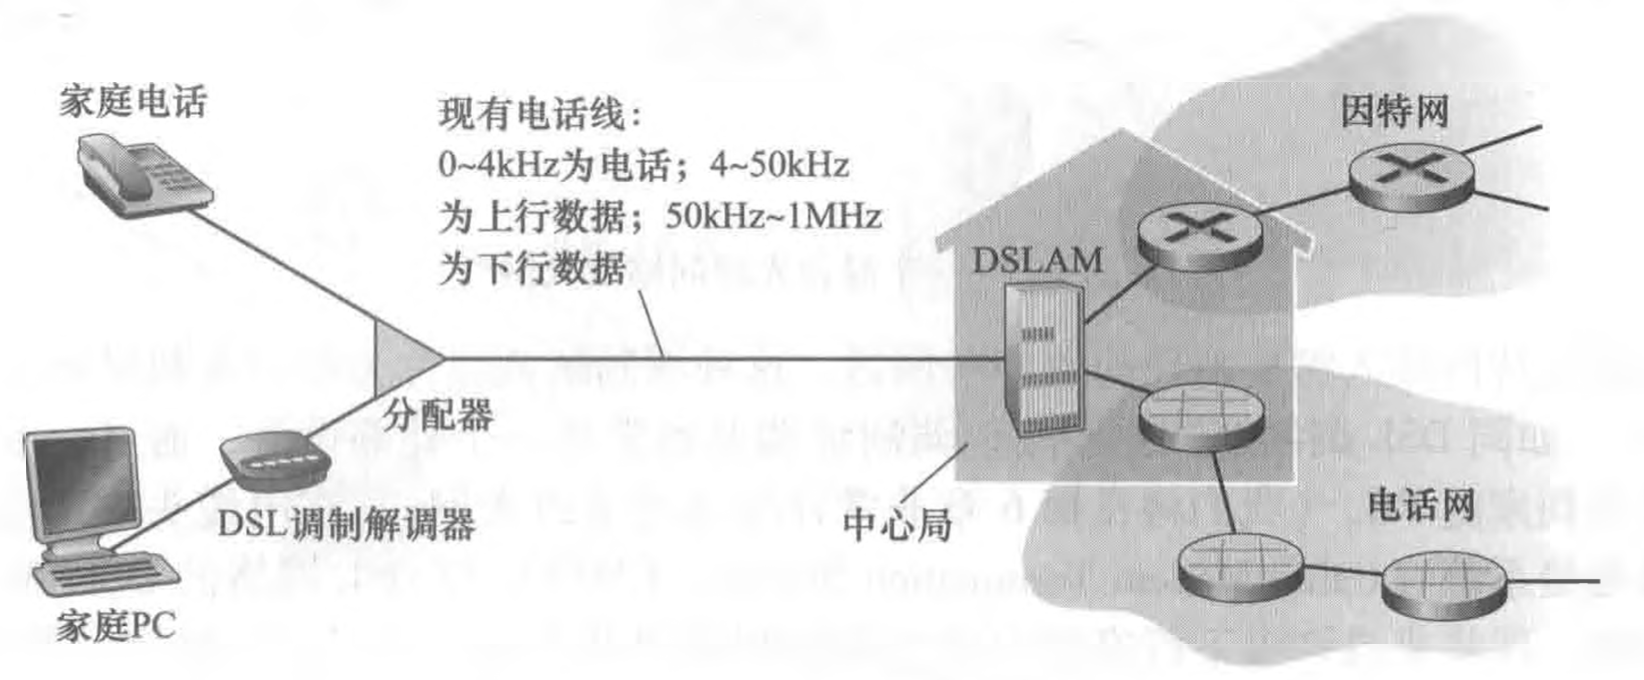 家庭电话
现有电话线：
0~4kHz为电话；4~50kHz
为上行数据；50kHz~1MHz
为下行数据
因特网
DSLAM
分配器
DSL调制解调器
中心局
电话网
家庭PC